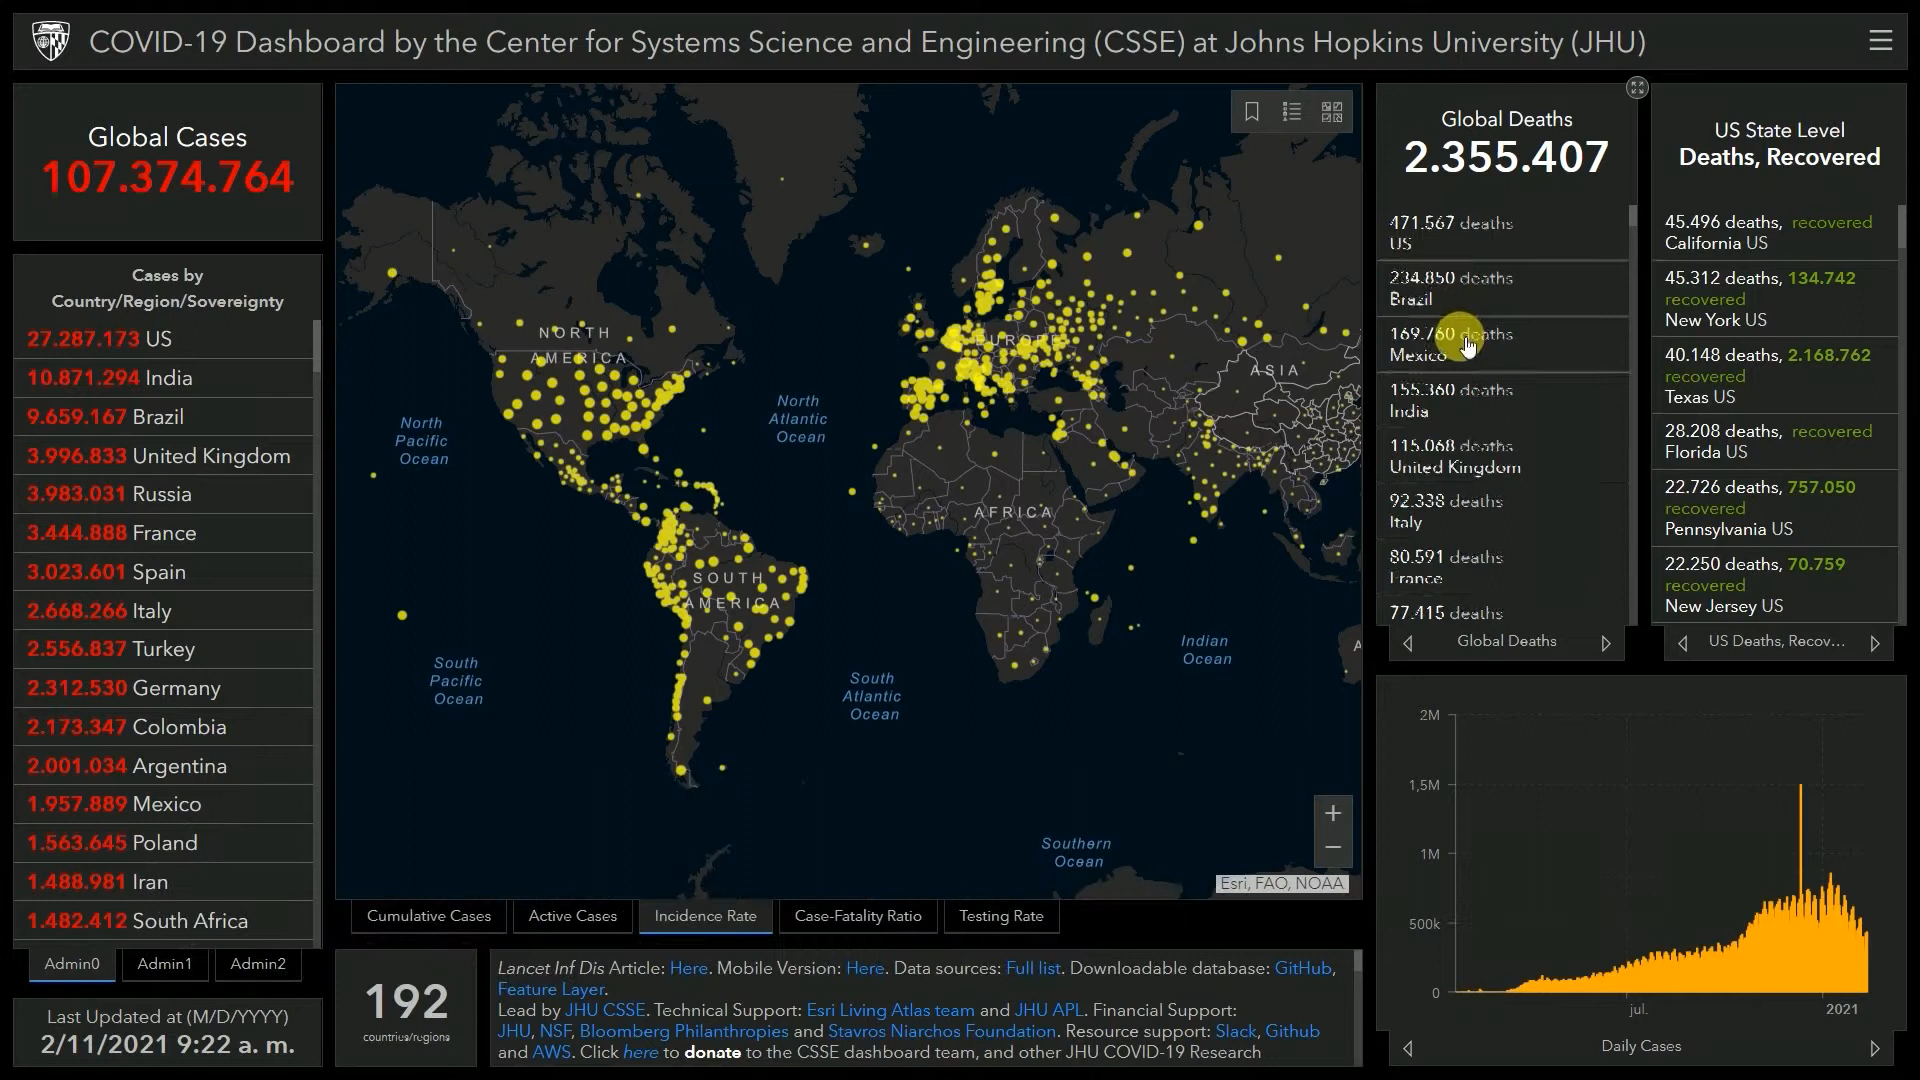 COVID-19 Dashboard by the Center for Systems Science and Engineering (CSSE) at Johns Hopkins University (JHU)
Global Cases
107.374.764
Cases by
Country/Region/Sovereignty
27.287.173 US
10.871.294 India
9.659.167 Brazil
3.996.833 United Kingdom
3.983.031 Russia
3.444.888 France
3.023.601 Spain
2.668.266 Italy
2.556.837 Turkey
2.312.530 Germany
2.173.347 Colombia
2.001.034 Argentina
1.957.889 Mexico
1.563.645 Poland
1.488.981 Iran
1.482.412 South Africa
Admin0
Admin1
Admin2
Last Updated at (M/D/YYYY)
2/11/2021 9:22 a. m.
NORTH
AMERICA
EUROPE
ASIA
North
Pacific
Ocean
North
Atlantic
Ocean
AFRICA
SOUTH
AMERICA
Indian
Ocean
South
Pacific
Ocean
South
Atlantic
Ocean
A
Southern
Ocean
Esri, FAO, NOAA
Cumulative Cases
Active Cases
Incidence Rate
Case-Fatality Ratio
Testing Rate
192
countries/regions
Lancet Inf Dis Article: Here. Mobile Version: Here. Data sources: Full list. Downloadable database: GitHub,
Feature Layer.
Lead by JHU CSSE. Technical Support: Esri Living Atlas team and JHU APL. Financial Support:
JHU, NSF, Bloomberg Philanthropies and Stavros Niarchos Foundation. Resource support: Slack, Github
and AWS. Click here to donate to the CSSE dashboard team, and other JHU COVID-19 Research
Global Deaths
2.355.407
471.567 deaths
US
234.850 deaths
Brazil
169.760 deaths
Mexico
155.360 deaths
India
115.068 deaths
United Kingdom
92.338 deaths
Italy
80.591 deaths
France
77.415 deaths
Global Deaths
US State Level
Deaths, Recovered
45.496 deaths, recovered
California US
45.312 deaths, 134.742
recovered
New York US
40.148 deaths, 2.168.762
recovered
Texas US
28.208 deaths, recovered
Florida US
22.726 deaths, 757.050
recovered
Pennsylvania US
22.250 deaths, 70.759
recovered
New Jersey US
US Deaths, Recov...
2M
1,5M
1M
500k
0
jul.
2021
Daily Cases